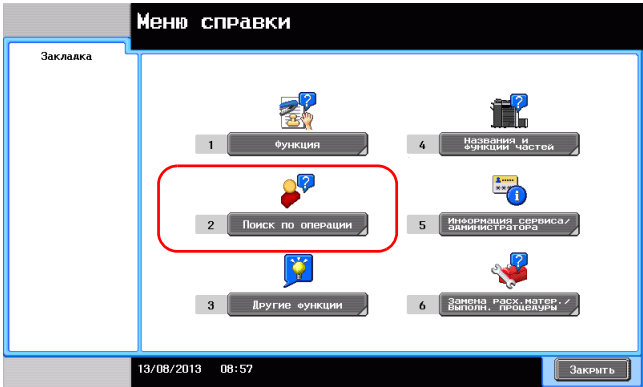 Меню справки
Закладка
1 Функция
2 Поиск по операции
3 Другие функции
4 Названия и
функции частей
5 Информация сервиса/
администратора
6 Замена расх.матер./
Выполн. процедуры
13/08/2013 08:57
Закрыть